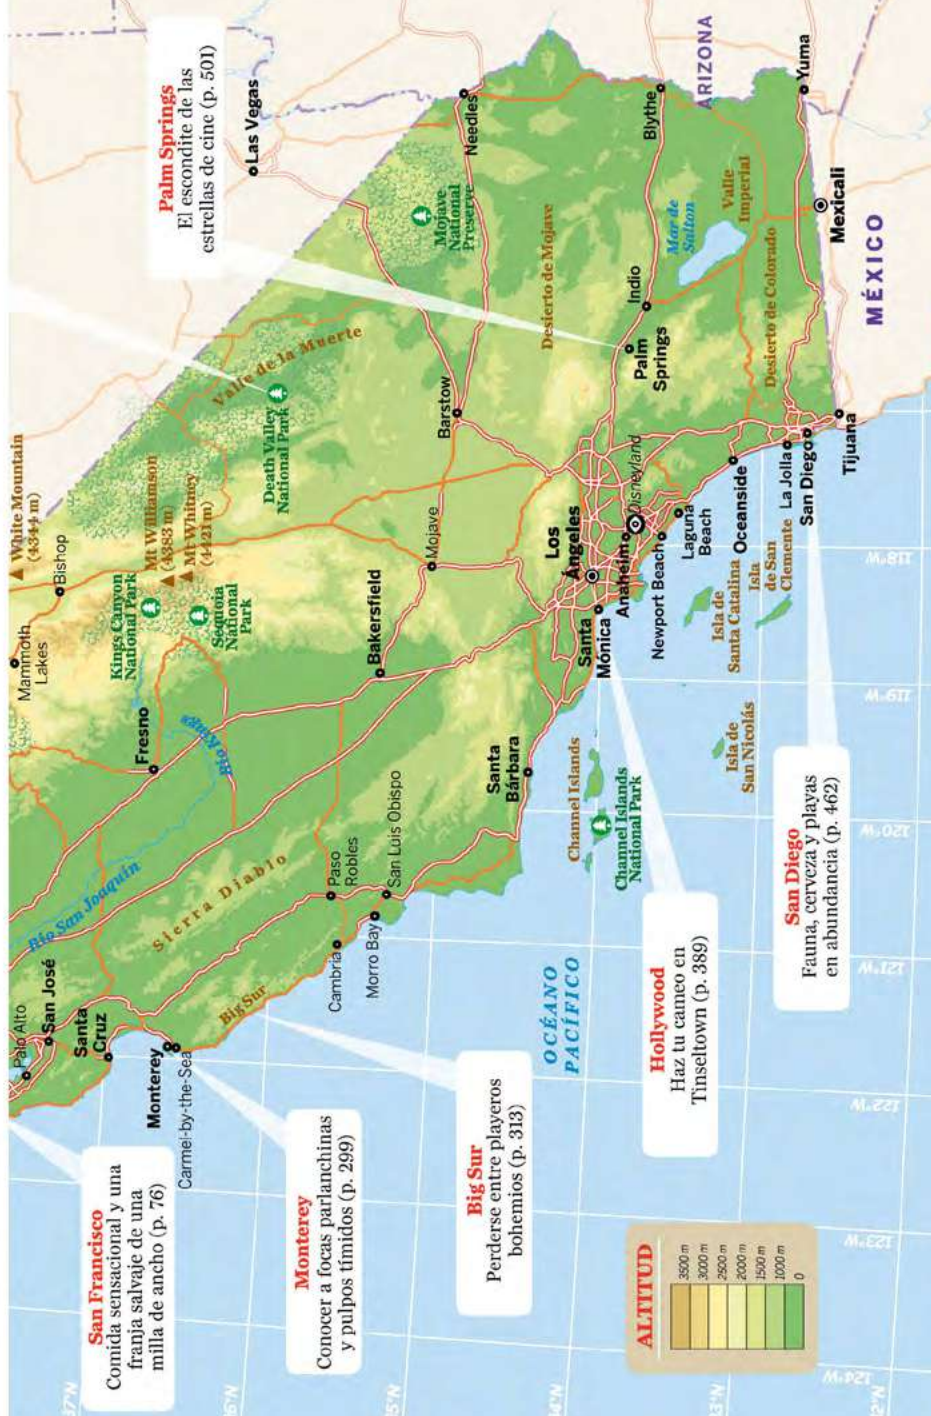 San Francisco
Comida sensacional y una
franja salvaje de una
milla de ancho (p. 76)
Monterey
Conocer a focas parlanchinas
y pulpos tímidos (p. 299)
Big Sur
Perderse entre playeros
bohemios (p. 313)
Hollywood
Haz tu cameo en
Tinseltown (p. 389)
San Diego
Fauna, cerveza y playas
en abundancia (p. 462)
Palm Springs
El escondite de las
estrellas de cinc (p. 501)
ALTITUD
3500 m
3000 m
2500 m
2000 m
1500 m
1000 m
0
Palo Alto
San José
Santa
Cruz
Monterey
Carmel-by-the-Sea
Big Sur
Río San Joaquín
Sierra Diablo
Cambria
Morro Bay
Paso
Robles
San Luis Obispo
Fresno
Río Kings
Mammoth
Lakes
Bishop
White Mountain
(4344 m)
Kings Canyon
National Park
Mt Williamson
(4383 m)
Mt Whitney
(4421 m)
Sequoia
National
Park
Death Valley
National Park
Valle de la Muerte
Las Vegas
Bakersfield
Mojave
Barstow
Mojave
National
Preserve
Needles
Desierto de Mojave
Santa
Bárbara
Channel Islands
Channel Islands
National Park
Santa
Mónica
Los
Ángeles
Anaheim
Disneyland
Newport Beach
Laguna
Beach
Isla de
Santa Catalina
Isla
de San
Clemente
Isla de
San Nicolás
Oceanside
La Jolla
San Diego
Tijuana
Palm
Springs
Indio
Blythe
Mar de
Salton
Valle
Imperial
Desierto de Colorado
ARIZONA
Yuma
Mexicali
MÉXICO
OCÉANO
PACÍFICO
118°W
119°W
120°W
121°W
122°W
123°W
124°W